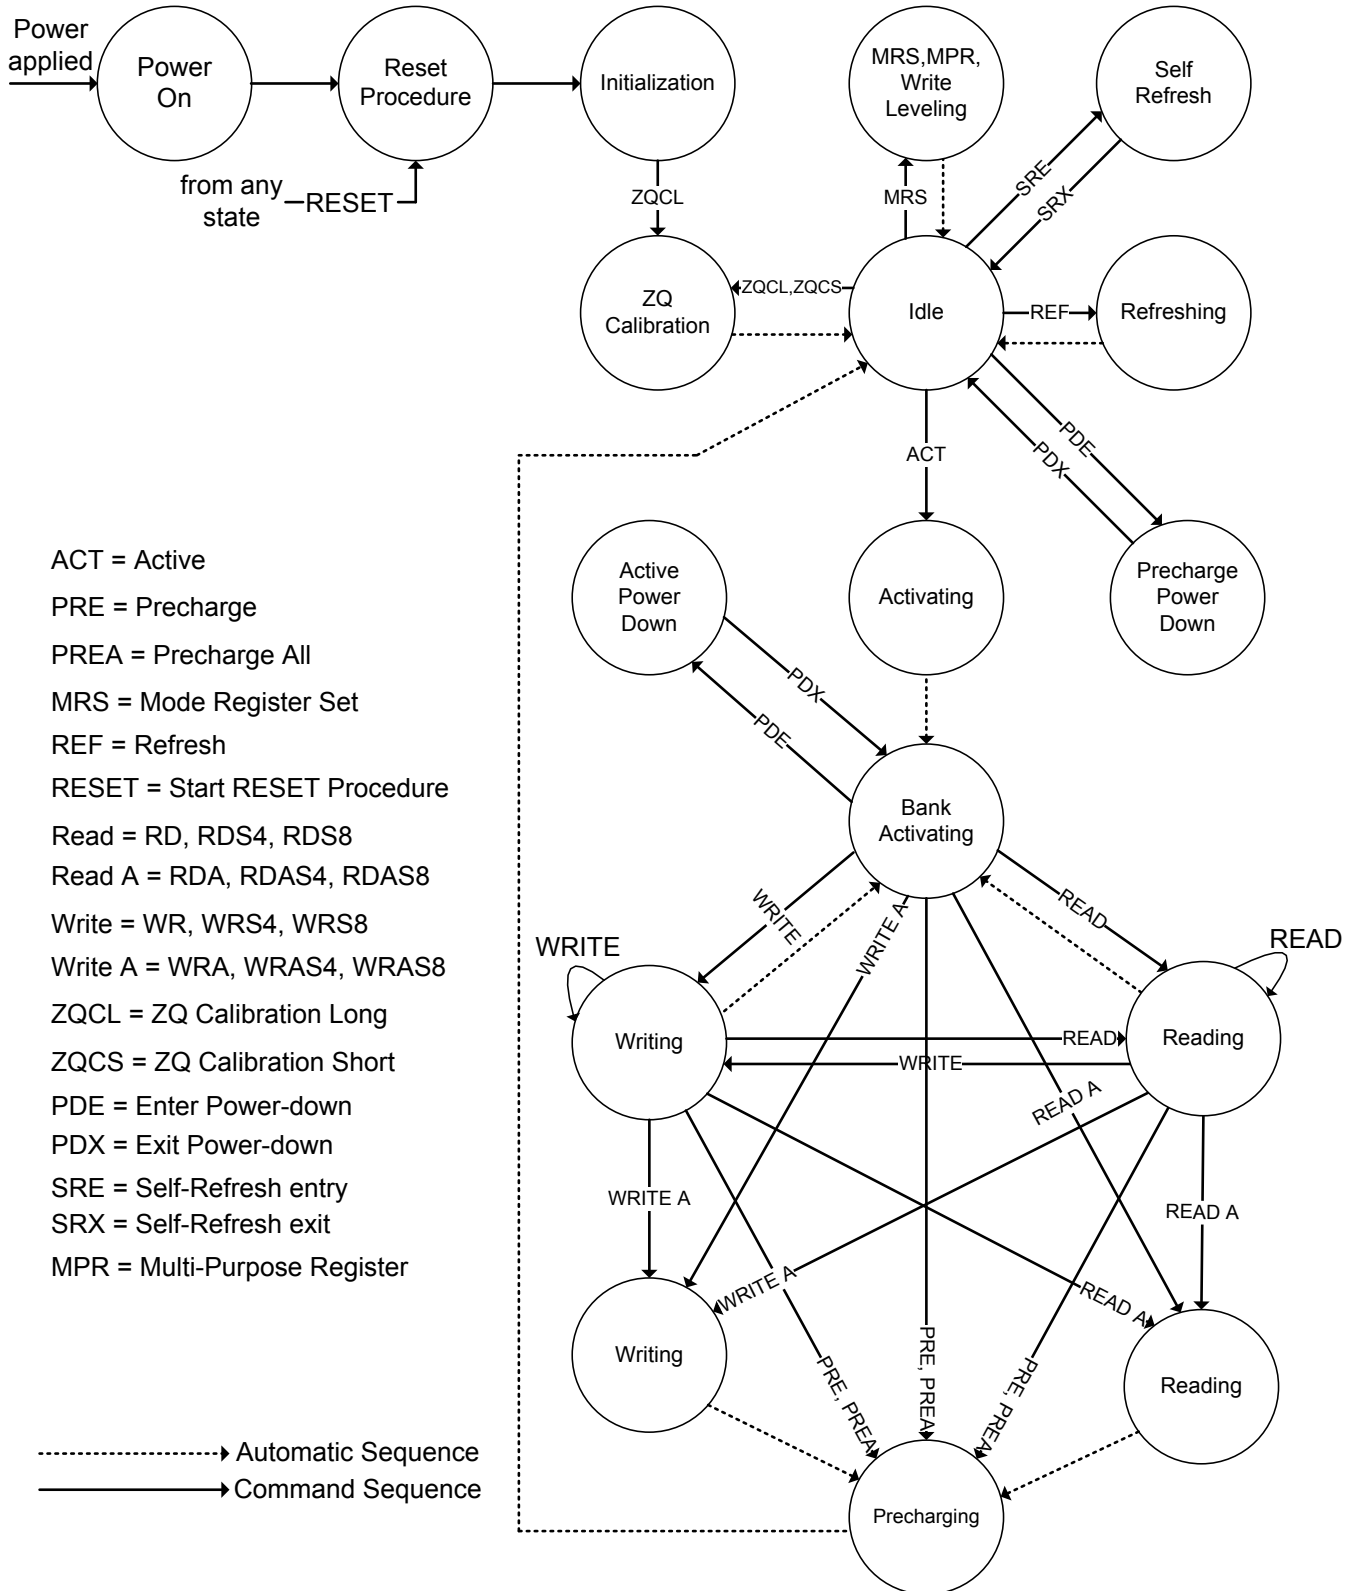 Power
applied
Power
On
Reset
Procedure
Initialization
MRS,MPR,
Write
Leveling
Self
Refresh
from any
state
RESET
ZQCL
MRS
SRE
SRX
ZQ
Calibration
ZQCL,ZQCS
Idle
REF
Refreshing
ACT
PDE
PDX
Active
Power
Down
Activating
Precharge
Power
Down
PDX
PDE
Bank
Activating
WRITE
WRITE A
READ
WRITE
READ
Writing
READ
WRITE
Reading
READ A
WRITE A
READ A
WRITE A
READ A
Writing
PRE, PREA
PRE, PREA
PRE, PREA
Reading
Precharging
ACT = Active
PRE = Precharge
PREA = Precharge All
MRS = Mode Register Set
REF = Refresh
RESET = Start RESET Procedure
Read = RD, RDS4, RDS8
Read A = RDA, RDAS4, RDAS8
Write = WR, WRS4, WRS8
Write A = WRA, WRAS4, WRAS8
ZQCL = ZQ Calibration Long
ZQCS = ZQ Calibration Short
PDE = Enter Power-down
PDX = Exit Power-down
SRE = Self-Refresh entry
SRX = Self-Refresh exit
MPR = Multi-Purpose Register
Automatic Sequence
Command Sequence